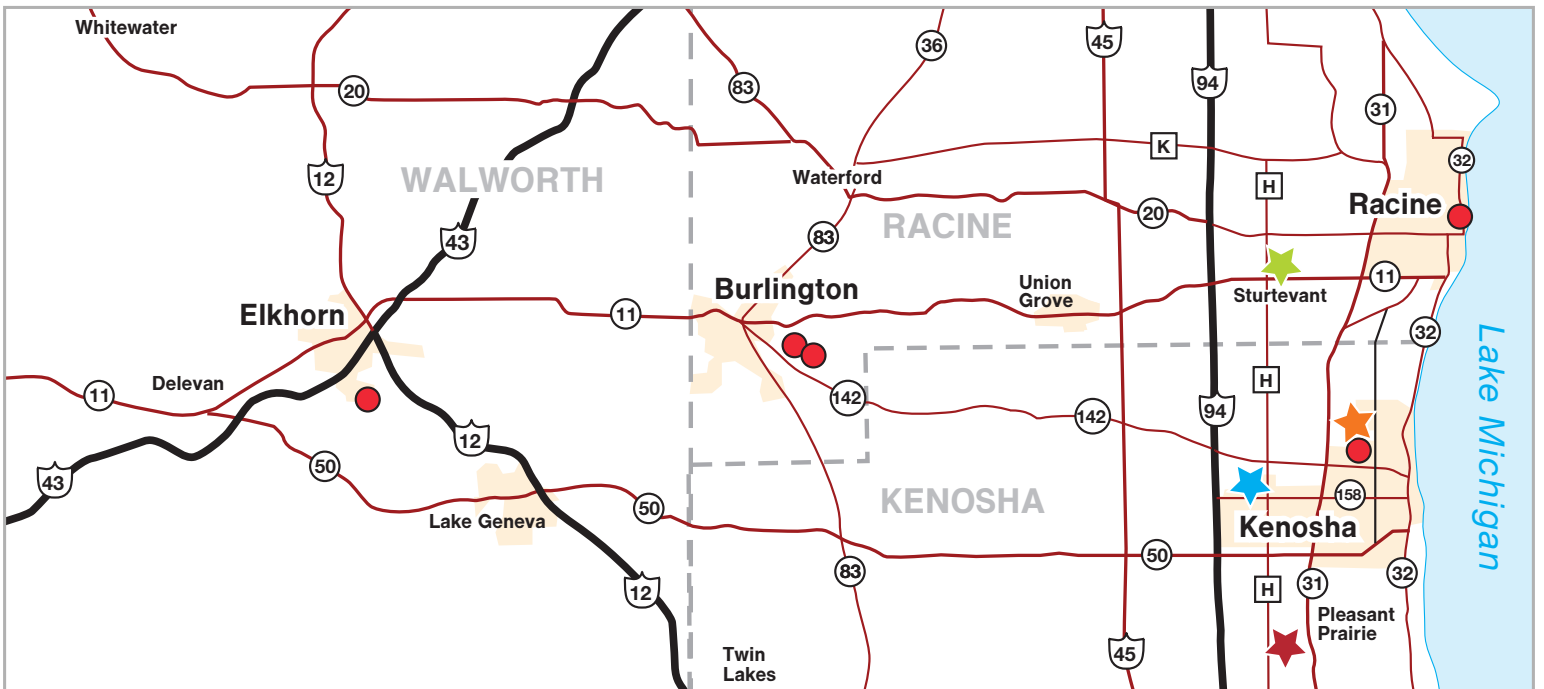 Whitewater
20
12
WALWORTH
43
Elkhorn
11
Delevan
11
43
50
12
Lake Geneva
50
12
83
36
45
94
31
K
32
Waterford
H
Racine
20
83
RACINE
Burlington
Union
Grove
11
Sturtevant
32
142
H
142
94
Lake Michigan
KENOSHA
158
Kenosha
50
83
H
31
32
Pleasant
Prairie
45
Twin
Lakes